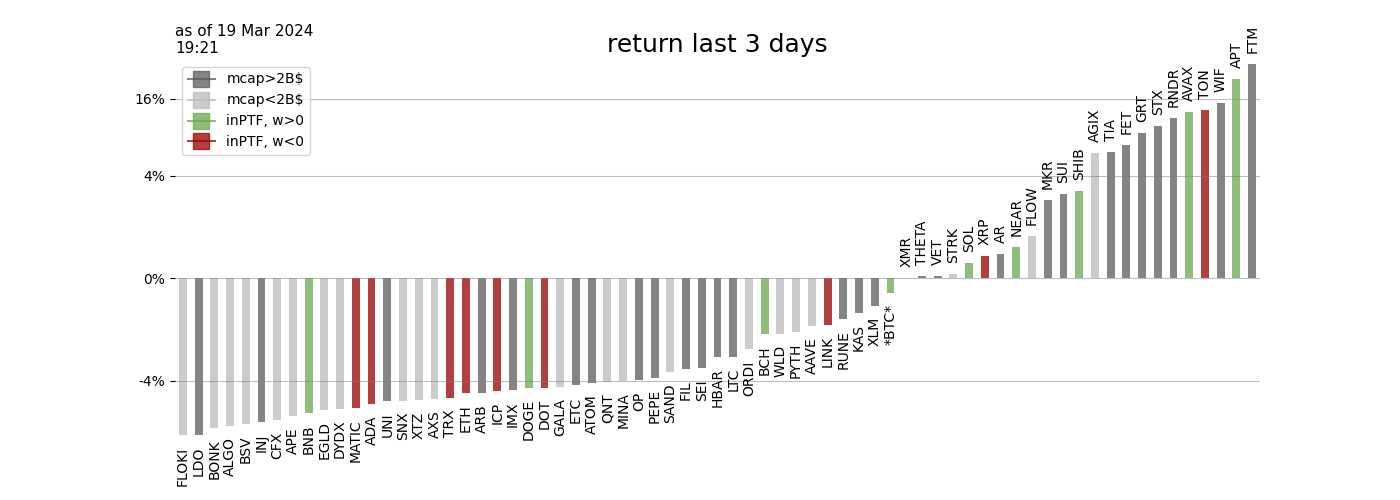 as of 19 Mar 2024
19:21
return last 3 days
mcap>2B$
mcap<2B$
inPTF, w>0
inPTF, w<0
16%
4%
0%
-4%
FLOKI
LDO
BONK
ALGO
BSV
INJ
CFX
APE
BNB
EGLD
DYDX
MATIC
ADA
UNI
SNX
XTZ
AXS
TRX
ETH
ARB
ICP
IMX
DOGE
DOT
GALA
ETC
ATOM
QNT
MINA
OP
PEPE
SAND
FIL
SEI
HBAR
LTC
ORDI
BCH
WLD
PYTH
AAVE
LINK
RUNE
KAS
XLM
*BTC*
XMR
THETA
VET
STRK
SOL
XRP
AR
NEAR
FLOW
MKR
SUI
SHIB
AGIX
TIA
FET
GRT
STX
RNDR
AVAX
TON
WIF
APT
FTM